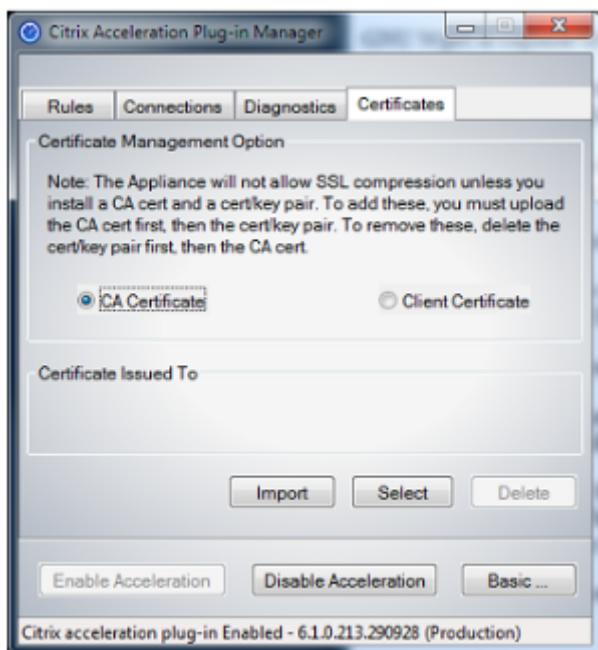 Citrix Acceleration Plug-in Manager
Rules Connections Diagnostics Certificates
Certificate Management Option
Note: The Appliance will not allow SSL compression unless you
install a CA cert and a cert/key pair. To add these, you must upload
the CA cert first, then the cert/key pair. To remove these, delete the
cert/key pair first, then the CA cert.
CA Certificate Client Certificate
Certificate Issued To
Import Select Delete
Enable Acceleration Disable Acceleration Basic ...
Citrix acceleration plug-in Enabled - 6.1.0.213.290928 (Production)